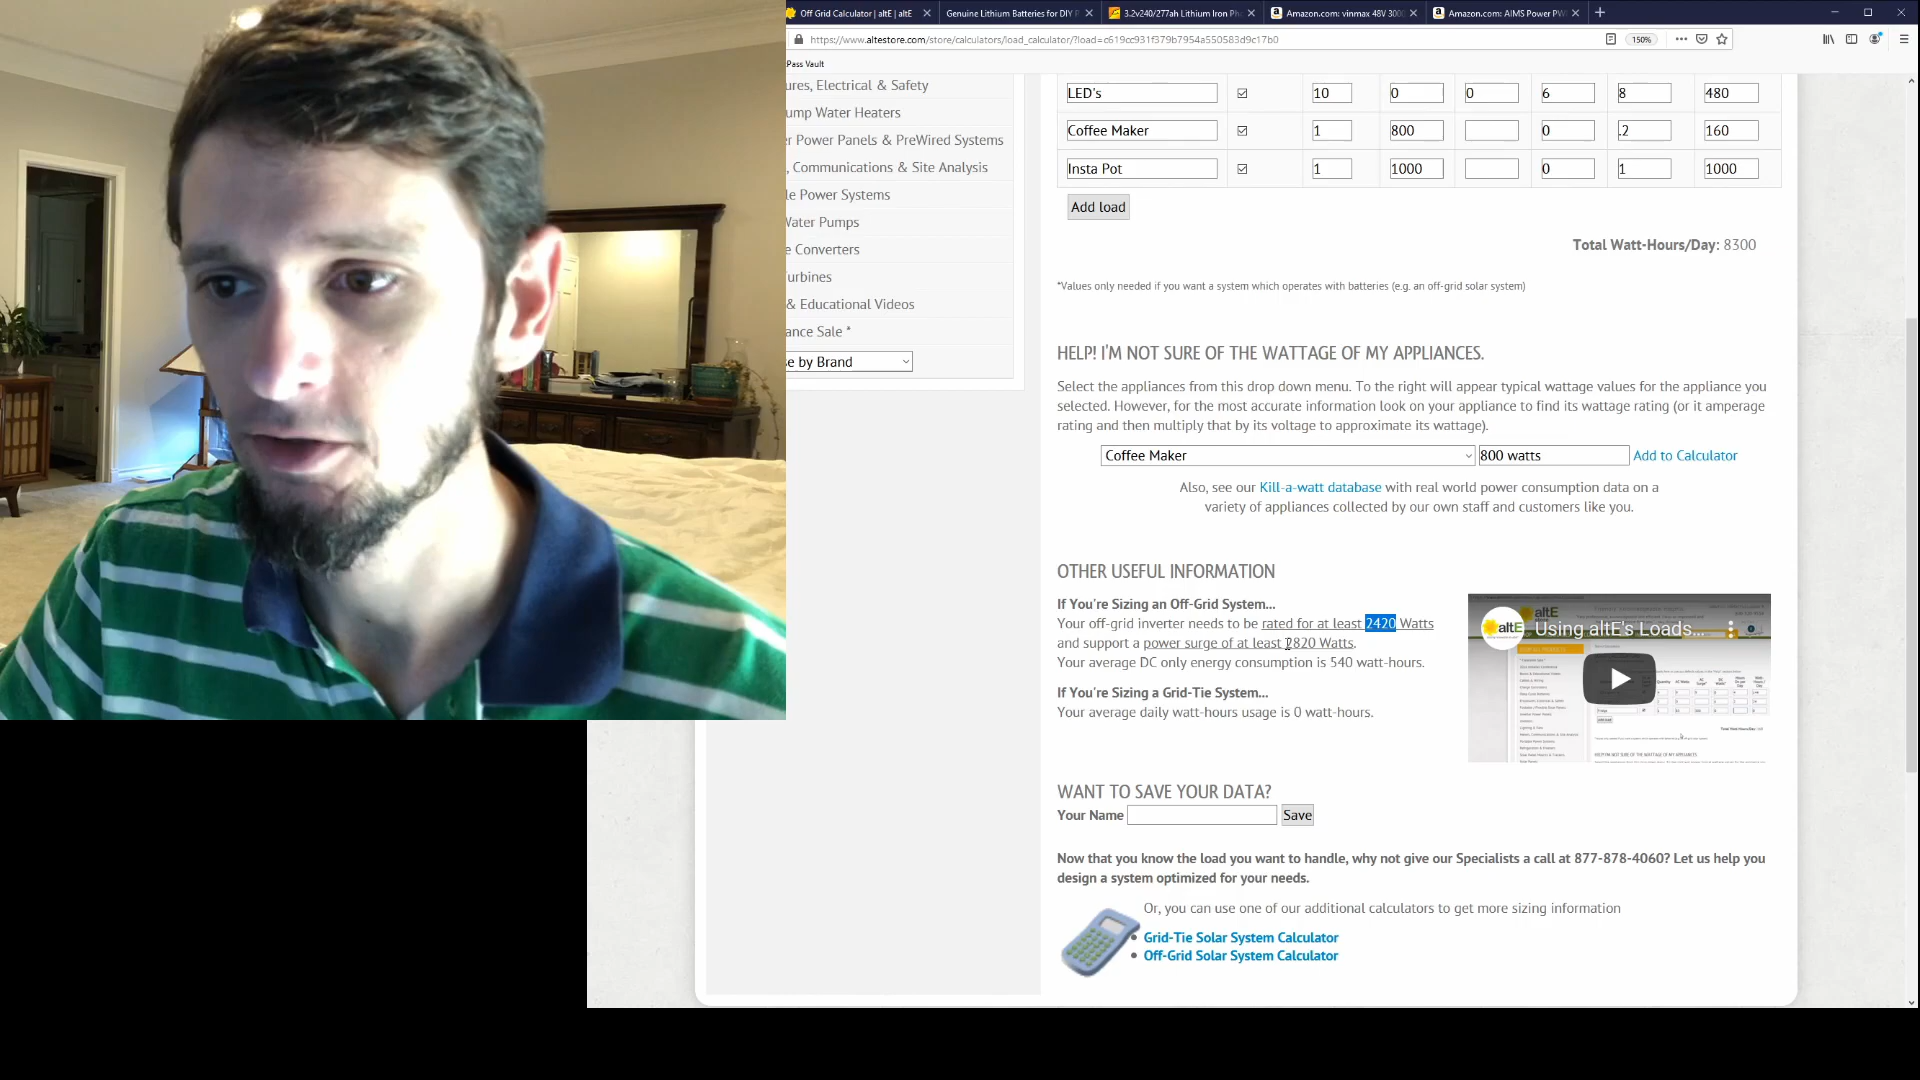 Off Grid Calculator | altE | altE
Genuine Lithium Batteries for DIY P
3.2v240/277ah Lithium Iron Ph
Amazon.com: vinmax 48V 300
Amazon.com: AIMS Power PW
https://www.altestore.com/store/calculators/load_calculator/?load=c619cc931f379b7954a550583d9c17b0
150%
Pass Vault
ures, Electrical & Safety
ump Water Heaters
er Power Panels & PreWired Systems
, Communications & Site Analysis
le Power Systems
Water Pumps
e Converters
Turbines
& Educational Videos
ance Sale *
se by Brand
LED's 10 0 0 6 8 480
Coffee Maker 1 800 0 .2 160
Insta Pot 1 1000 0 1 1000
Add load
Total Watt-Hours/Day: 8300
*Values only needed if you want a system which operates with batteries (e.g. an off-grid solar system)
HELP! I'M NOT SURE OF THE WATTAGE OF MY APPLIANCES.
Select the appliances from this drop down menu. To the right will appear typical wattage values for the appliance you
selected. However, for the most accurate information look on your appliance to find its wattage rating (or it amperage
rating and then multiply that by its voltage to approximate its wattage).
Coffee Maker 800 watts Add to Calculator
Also, see our Kill-a-watt database with real world power consumption data on a
variety of appliances collected by our own staff and customers like you.
OTHER USEFUL INFORMATION
If You're Sizing an Off-Grid System...
Your off-grid inverter needs to be rated for at least 2420 Watts
and support a power surge of at least 2820 Watts.
Your average DC only energy consumption is 540 watt-hours.
If You're Sizing a Grid-Tie System...
Your average daily watt-hours usage is 0 watt-hours.
altE Using altE's Loads...
WANT TO SAVE YOUR DATA?
Your Name Save
Now that you know the load you want to handle, why not give our Specialists a call at 877-878-4060? Let us help you
design a system optimized for your needs.
Or, you can use one of our additional calculators to get more sizing information
Grid-Tie Solar System Calculator
Off-Grid Solar System Calculator